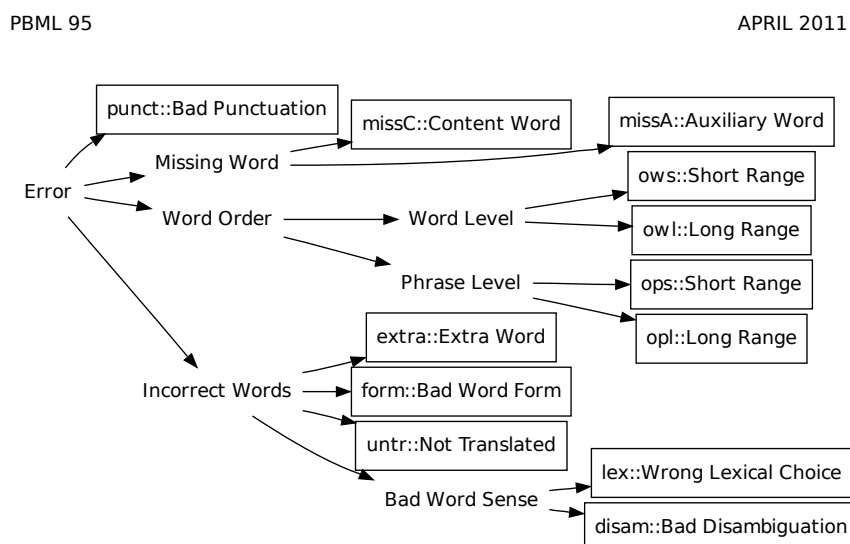 PBML 95
APRIL 2011
punct::Bad Punctuation
missC::Content Word
missA::Auxiliary Word
Missing Word
ows::Short Range
Error
Word Order
Word Level
owl::Long Range
Phrase Level
ops::Short Range
extra::Extra Word
opl::Long Range
Incorrect Words
form::Bad Word Form
untr::Not Translated
lex::Wrong Lexical Choice
Bad Word Sense
disam::Bad Disambiguation